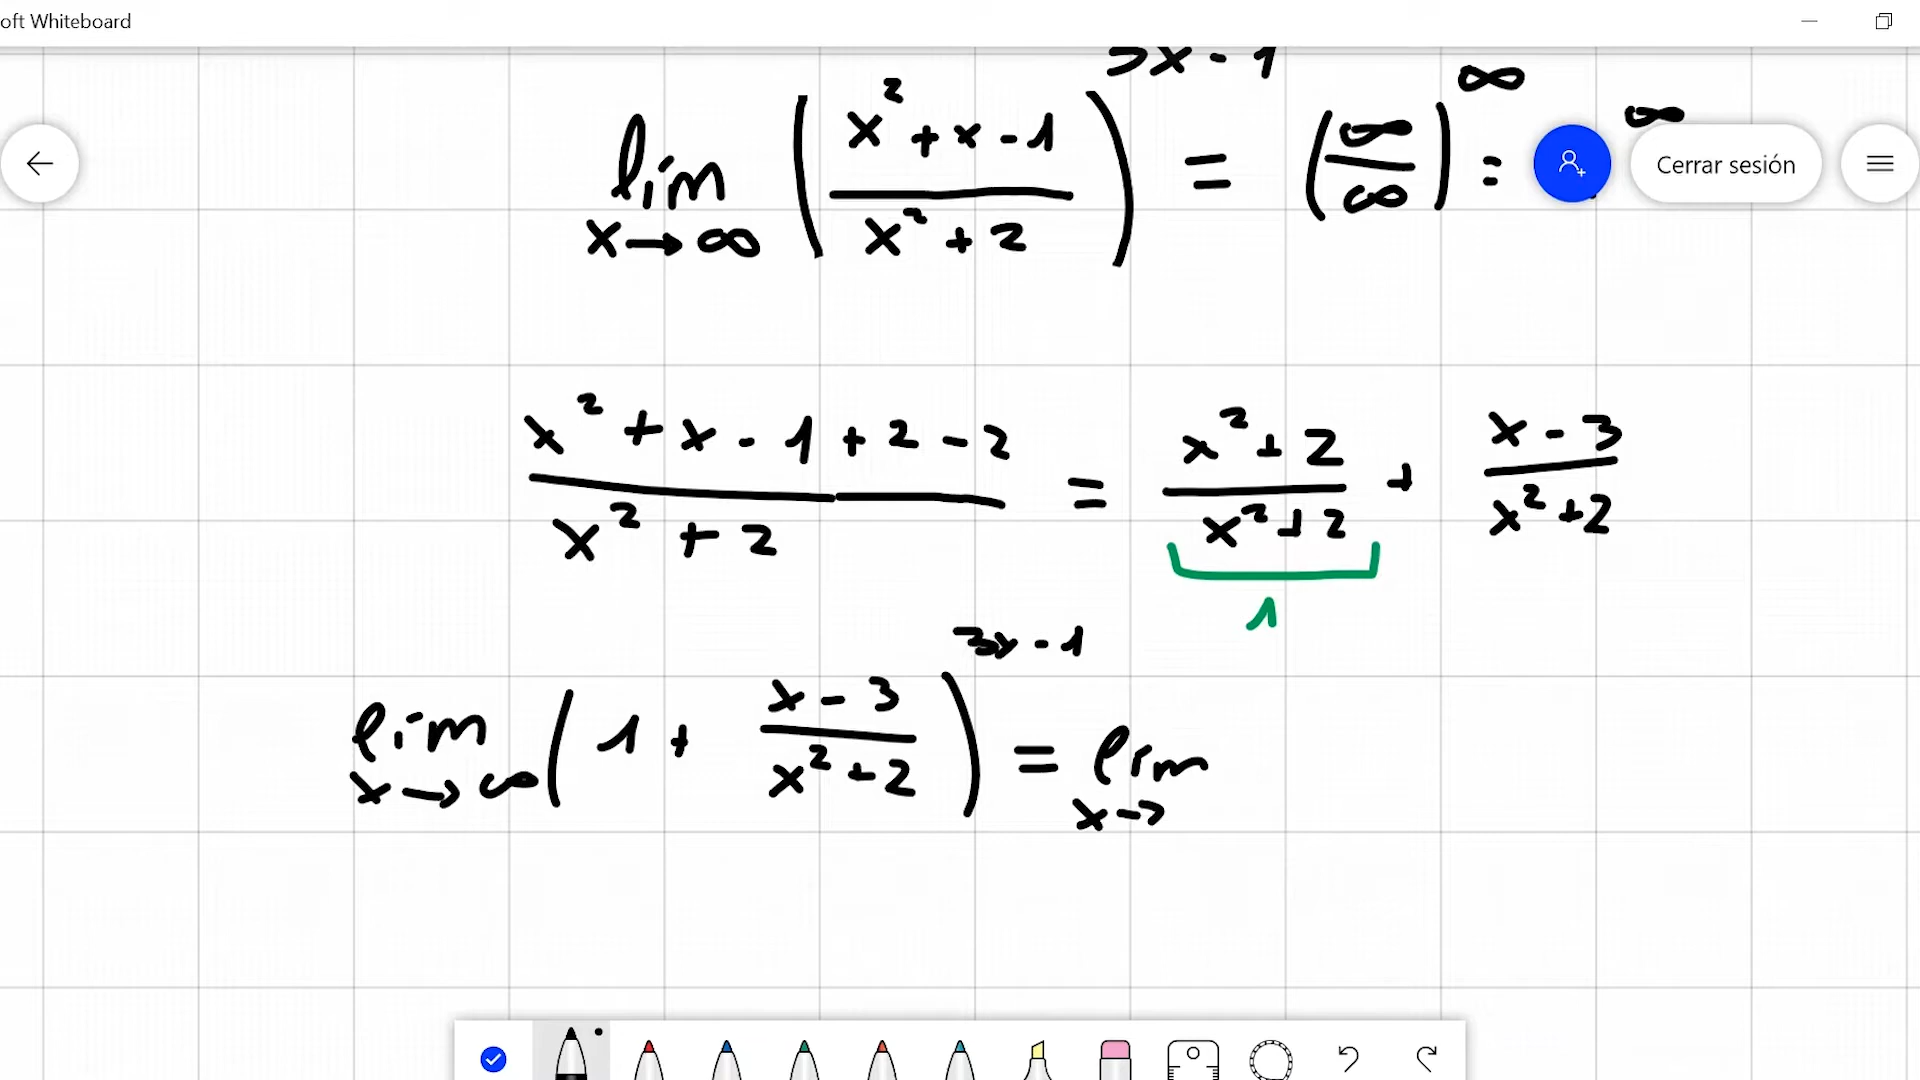 oft Whiteboard
lim x→∞ ( (x² + x - 1) / (x² + 2) )^(3x - 1) = (∞/∞)^∞ = ∞
Cerrar sesión
(x² + x - 1 + 2 - 2) / (x² + 2) = (x² + 2) / (x² + 2) + (x - 3) / (x² + 2)
1
lim x→∞ ( 1 + (x - 3) / (x² + 2) )^(3x - 1) = lim x→